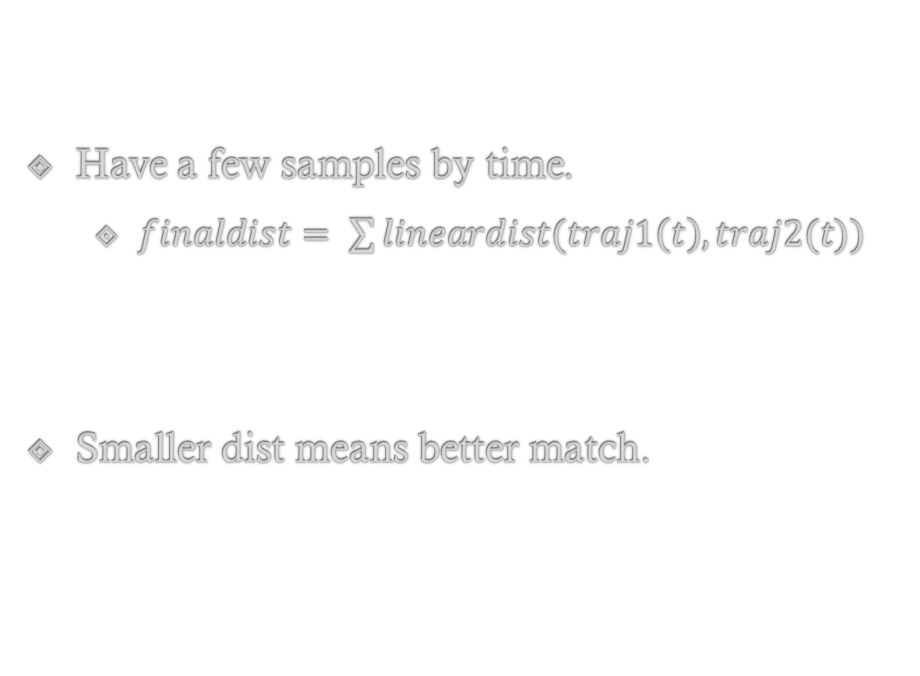 Have a few samples by time.
finaldist = ∑ lineardist(traj1(t), traj2(t))
Smaller dist means better match.